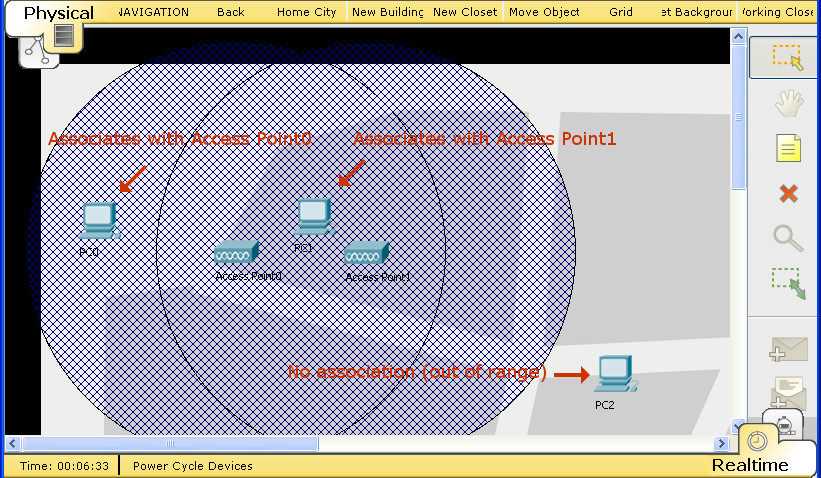 Physical
NAVIGATION
Back
Home City
New Building
New Closet
Move Object
Grid
et Backgroun
orking Close
Associates with Access Point0
Associates with Access Point1
PC0
PC1
Access Point0
Access Point1
No association (out of range)
PC2
Time: 00:06:33
Power Cycle Devices
Realtime